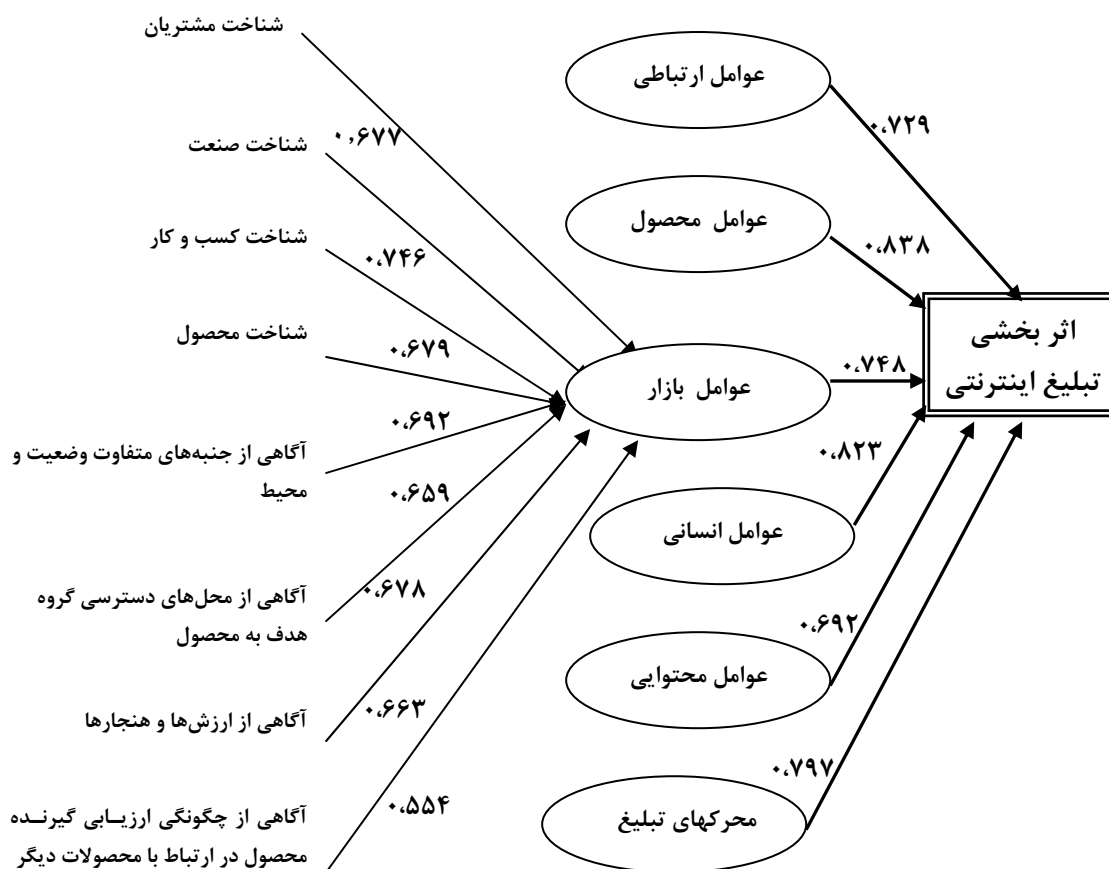 شناخت مشتریان
شناخت صنعت
شناخت کسب و کار
شناخت محصول
آگاهی از جنبه‌های متفاوت وضعیت و
محیط
آگاهی از محل‌های دسترسی گروه
هدف به محصول
آگاهی از ارزش‌ها و هنجارها
آگاهی از چگونگی ارزیابی گیرنده
محصول در ارتباط با محصولات دیگر
۰,۶۷۷
۰،۷۴۶
۰،۶۷۹
۰،۶۹۲
۰،۶۵۹
۰،۶۷۸
۰،۶۶۳
۰،۵۵۴
عوامل ارتباطی
عوامل محصول
عوامل بازار
عوامل انسانی
عوامل محتوایی
محرکهای تبلیغ
۰،۷۲۹
۰،۸۳۸
۰،۷۴۸
۰،۸۲۳
۰،۶۹۲
۰،۷۹۷
اثر بخشی
تبلیغ اینترنتی